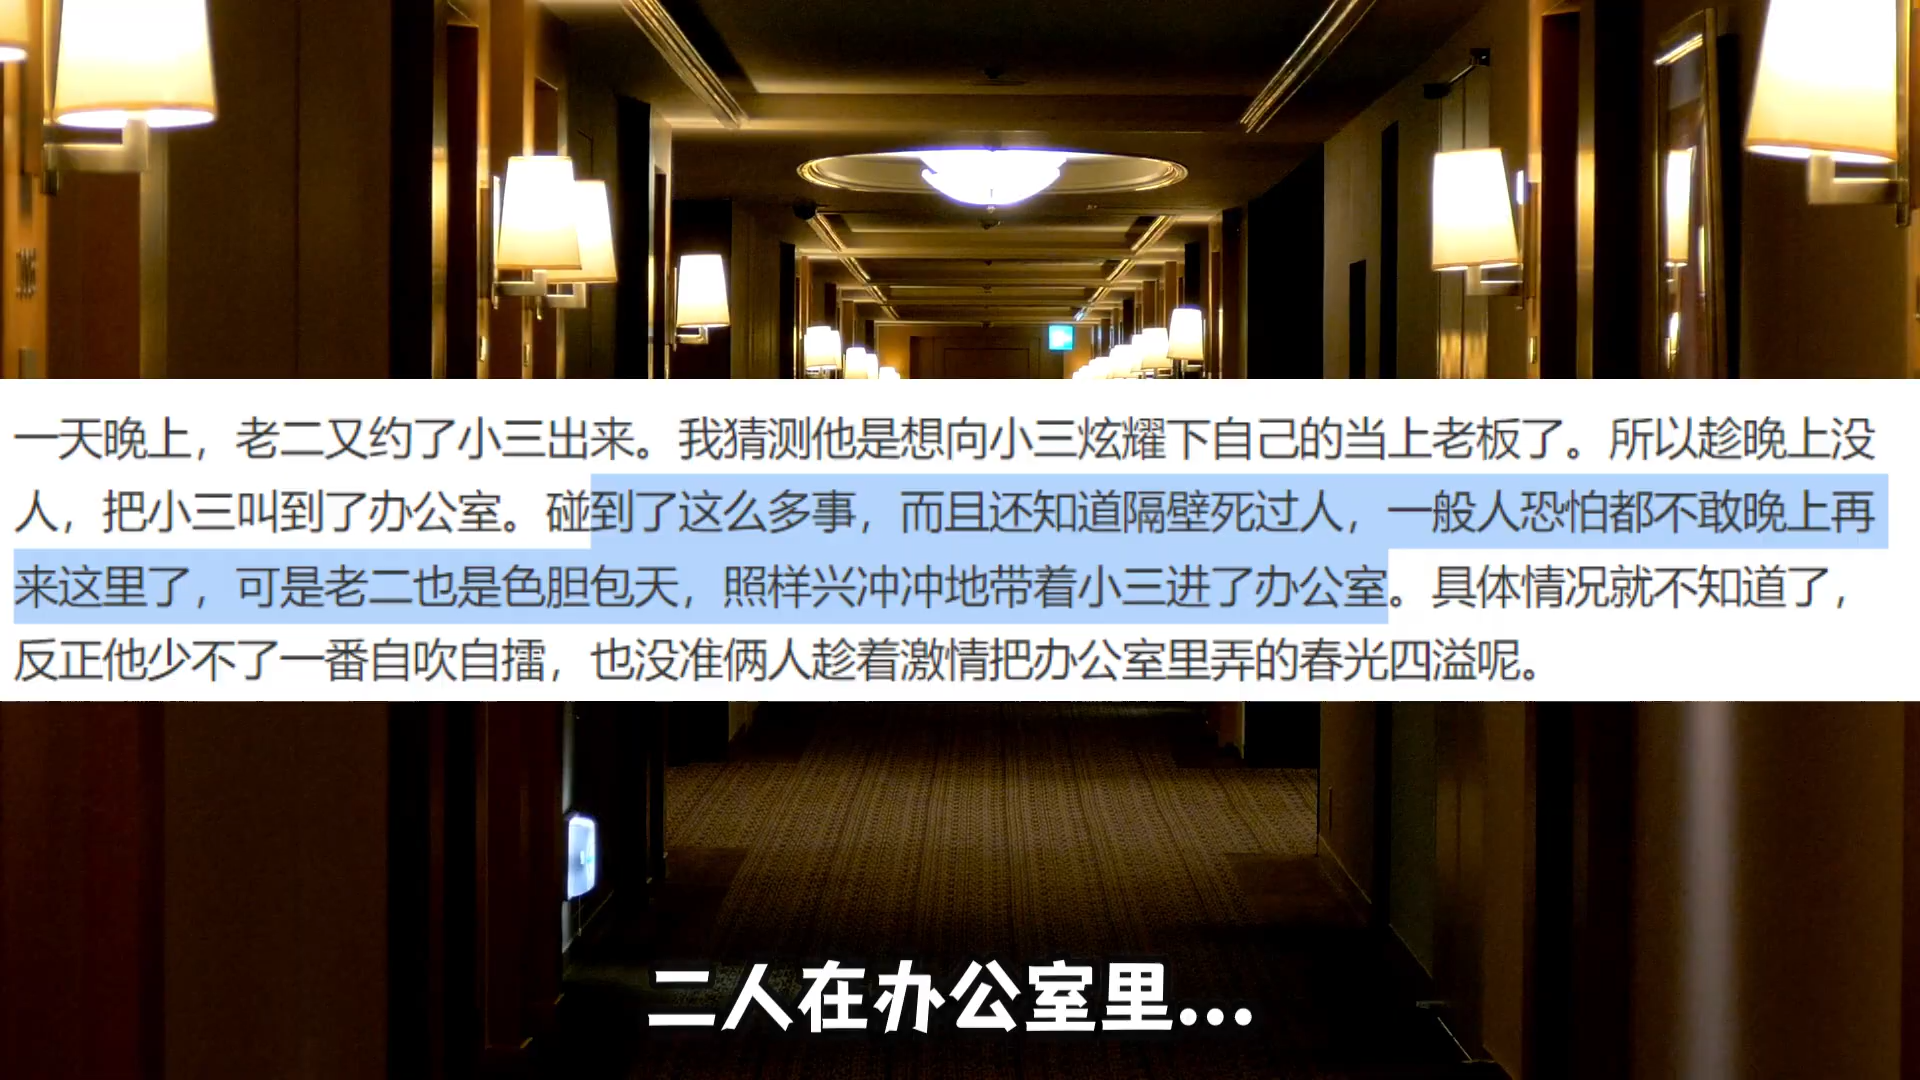 一天晚上，老二又约了小三出来。我猜测他是想向小三炫耀下自己的当上老板了。所以趁晚上没
人，把小三叫到了办公室。碰到了这么多事，而且还知道隔壁死过人，一般人恐怕都不敢晚上再
来这里了，可是老二也是色胆包天，照样兴冲冲地带着小三进了办公室。具体情况就不知道了，
反正他少不了一番自吹自擂，也没准俩人趁着激情把办公室里弄的春光四溢呢。
二人在办公室里...